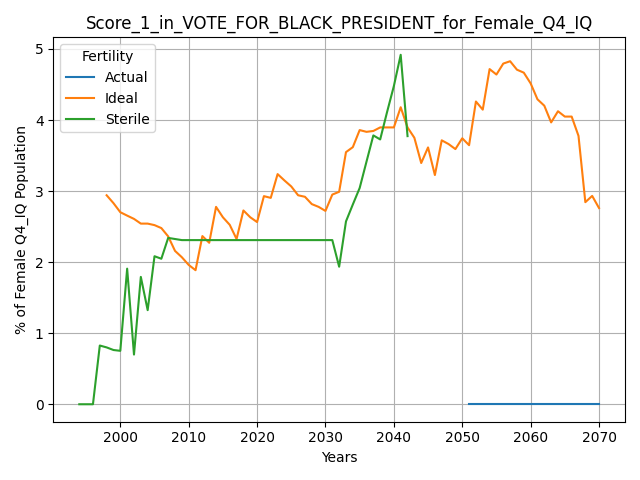 Score_1_in_VOTE_FOR_BLACK_PRESIDENT_for_Female_Q4_IQ
Fertility
Actual
Ideal
Sterile
% of Female Q4_IQ Population
5
4
3
2
1
0
2000 2010 2020 2030 2040 2050 2060 2070
Years